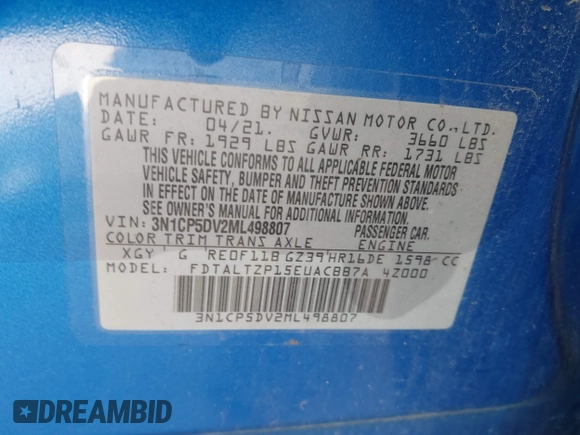 MANUFACTURED BY NISSAN MOTOR CO.,LTD.
DATE: 04/21. GVWR: 3660 LBS
GAWR FR: 1929 LBS GAWR RR: 1731 LBS
THIS VEHICLE CONFORMS TO ALL APPLICABLE FEDERAL MOTOR
VEHICLE SAFETY, BUMPER AND THEFT PREVENTION STANDARDS
IN EFFECT ON THE DATE OF MANUFACTURE SHOWN ABOVE.
SEE OWNER'S MANUAL FOR ADDITIONAL INFORMATION
VIN: 3N1CP5DV2ML498807 PASSENGER CAR.
COLOR TRIM TRANS AXLE ENGINE
XGY G RE0F11B GZ39 HR16DE 1598 CC
FDTALTZP15EUACBB7A 4Z000
3N1CP5DV2ML498807
DREAMBID